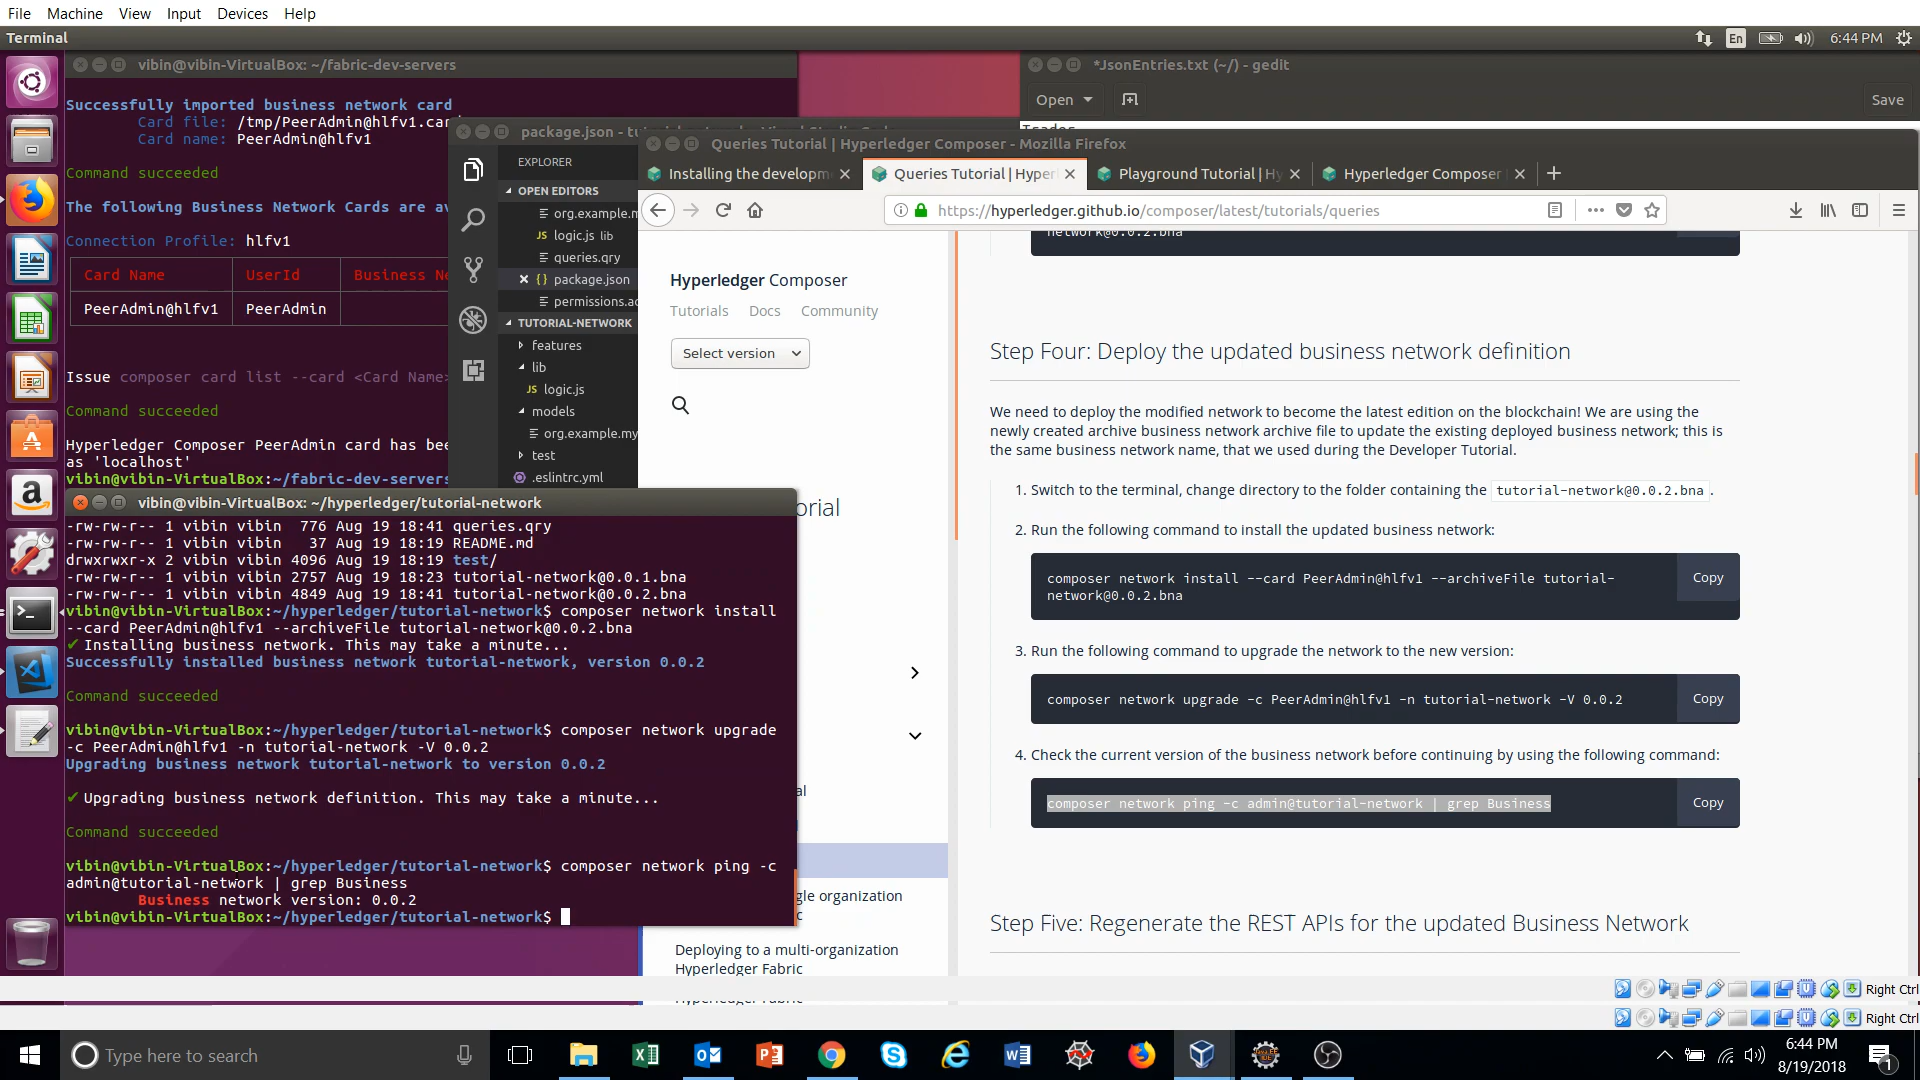 File Machine View Input Devices Help
Terminal
En
6:44 PM
vibin@vibin-VirtualBox: ~/fabric-dev-servers
Successfully imported business network card
Card file: /tmp/PeerAdmin@hlfv1.car
Card name: PeerAdmin@hlfv1
Command succeeded
The following Business Network Cards are av
Connection Profile: hlfv1
Card Name UserId Business Ne
PeerAdmin@hlfv1 PeerAdmin
Issue composer card list --card <Card Name>
Command succeeded
Hyperledger Composer PeerAdmin card has bee
as 'localhost'
vibin@vibin-VirtualBox:~/fabric-dev-servers
*JsonEntries.txt (~/) - gedit
Open
Save
package.json - tu
EXPLORER
OPEN EDITORS
org.example.m
JS logic.js lib
queries.qry
{} package.json
permissions.ac
TUTORIAL-NETWORK
features
lib
JS logic.js
models
org.example.my
test
.eslintrc.yml
Queries Tutorial | Hyperledger Composer - Mozilla Firefox
Installing the developm
Queries Tutorial | Hyper
Playground Tutorial | Hy
Hyperledger Composer
https://hyperledger.github.io/composer/latest/tutorials/queries
Hyperledger Composer
Tutorials Docs Community
Select version
orial
al
gle organization
c
Deploying to a multi-organization
Hyperledger Fabric
Hyperledger Fabric
network@0.0.2.bna
Step Four: Deploy the updated business network definition
We need to deploy the modified network to become the latest edition on the blockchain! We are using the
newly created archive business network archive file to update the existing deployed business network; this is
the same business network name, that we used during the Developer Tutorial.
1. Switch to the terminal, change directory to the folder containing the tutorial-network@0.0.2.bna.
2. Run the following command to install the updated business network:
composer network install --card PeerAdmin@hlfv1 --archiveFile tutorial-
network@0.0.2.bna
Copy
3. Run the following command to upgrade the network to the new version:
composer network upgrade -c PeerAdmin@hlfv1 -n tutorial-network -V 0.0.2
Copy
4. Check the current version of the business network before continuing by using the following command:
composer network ping -c admin@tutorial-network | grep Business
Copy
Step Five: Regenerate the REST APIs for the updated Business Network
vibin@vibin-VirtualBox: ~/hyperledger/tutorial-network
-rw-rw-r-- 1 vibin vibin 776 Aug 19 18:41 queries.qry
-rw-rw-r-- 1 vibin vibin 37 Aug 19 18:19 README.md
drwxrwxr-x 2 vibin vibin 4096 Aug 19 18:19 test/
-rw-rw-r-- 1 vibin vibin 2757 Aug 19 18:23 tutorial-network@0.0.1.bna
-rw-rw-r-- 1 vibin vibin 4849 Aug 19 18:41 tutorial-network@0.0.2.bna
vibin@vibin-VirtualBox:~/hyperledger/tutorial-network$ composer network install
--card PeerAdmin@hlfv1 --archiveFile tutorial-network@0.0.2.bna
✔ Installing business network. This may take a minute...
Successfully installed business network tutorial-network, version 0.0.2
Command succeeded
vibin@vibin-VirtualBox:~/hyperledger/tutorial-network$ composer network upgrade
-c PeerAdmin@hlfv1 -n tutorial-network -V 0.0.2
Upgrading business network tutorial-network to version 0.0.2
✔ Upgrading business network definition. This may take a minute...
Command succeeded
vibin@vibin-VirtualBox:~/hyperledger/tutorial-network$ composer network ping -c
admin@tutorial-network | grep Business
Business network version: 0.0.2
vibin@vibin-VirtualBox:~/hyperledger/tutorial-network$
Right Ctrl
Right Ctrl
Type here to search
6:44 PM
8/19/2018
1